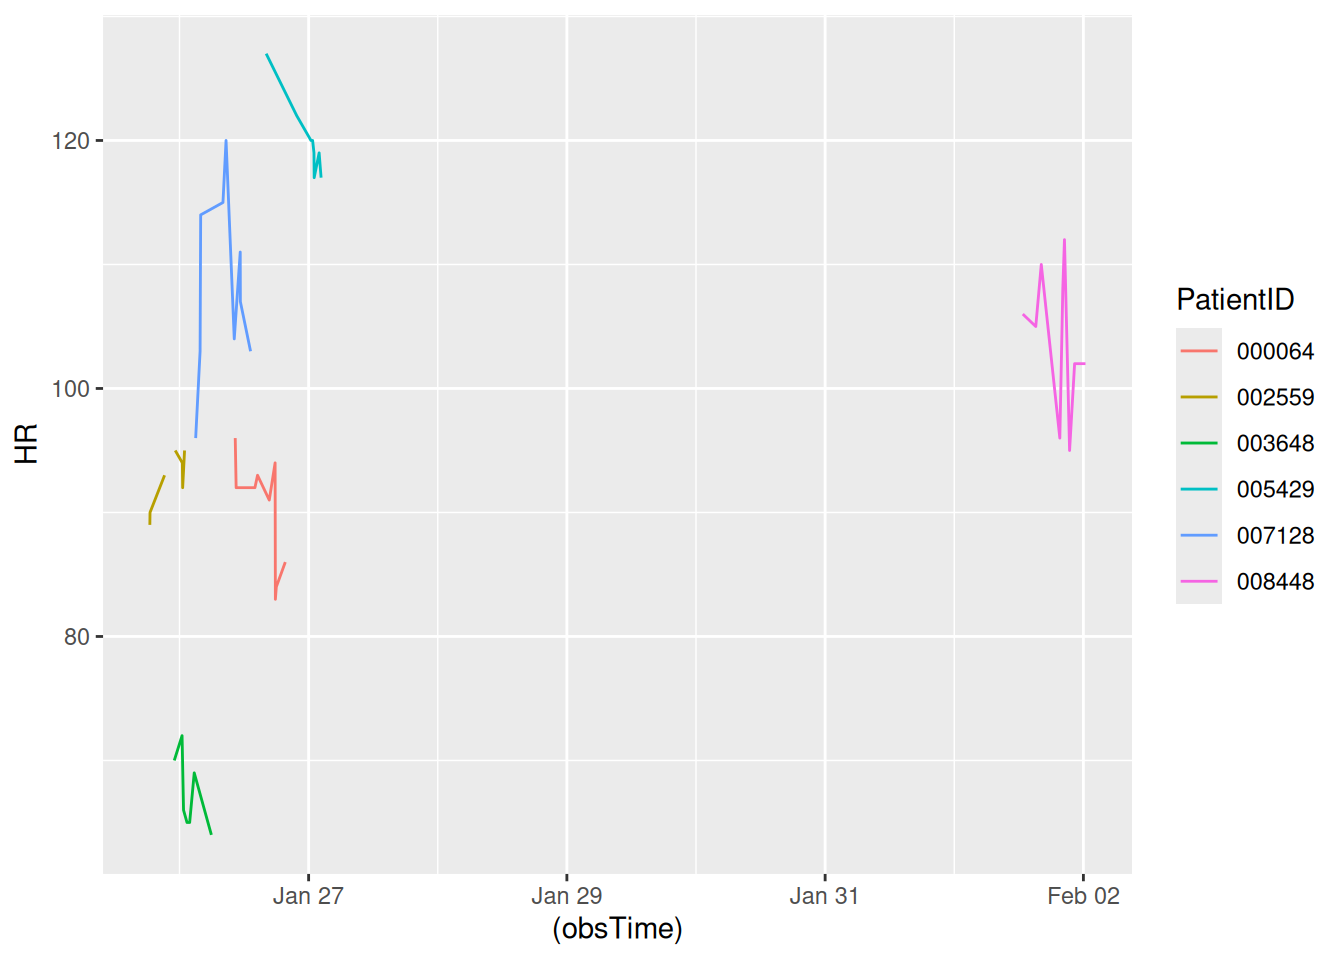 120
100
80
HR
Jan 27
Jan 29
Jan 31
Feb 02
(obsTime)
PatientID
000064
002559
003648
005429
007128
008448